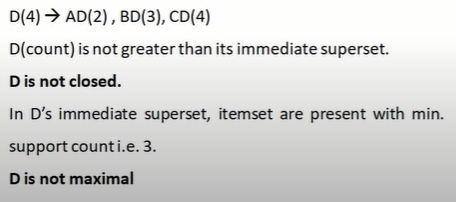 D(4) → AD(2) , BD(3), CD(4)
D(count) is not greater than its immediate superset.
D is not closed.
In D's immediate superset, itemset are present with min.
support count i.e. 3.
D is not maximal